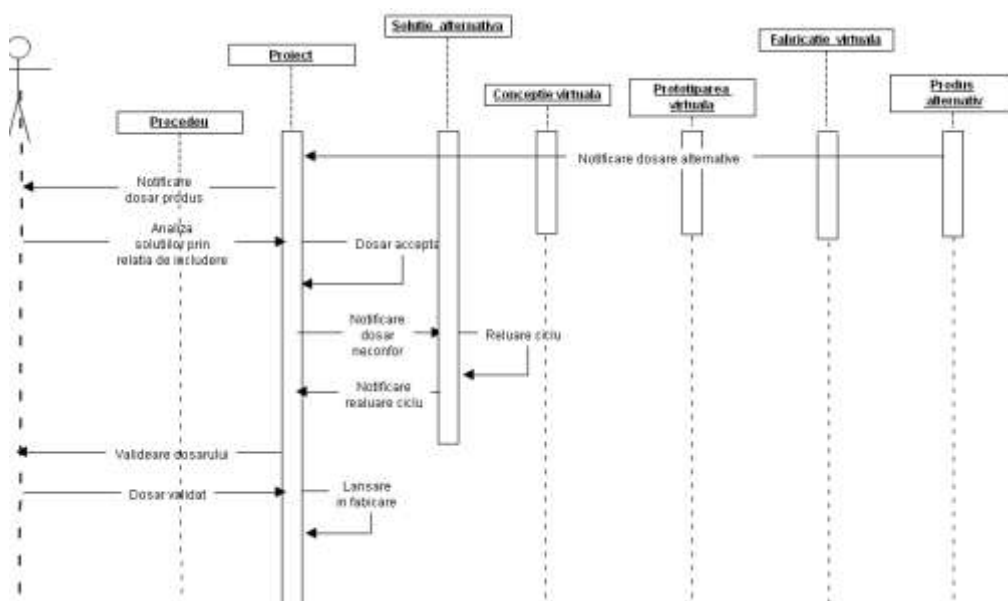 Solutie alternativa
Fabricatie virtuala
Proiect
Conceptie virtuala
Prototiparea
virtuala
Produs
alternativ
Procedeu
Notificare dosare alternative
Notificare
dosar produs
Analiza
solutiilor prin
relatia de includere
Dosar accepta
Notificare
dosar
neconfor
Reluare ciclu
Notificare
realuare ciclu
Valideare dosarului
Dosar validat
Lansare
in fabicare